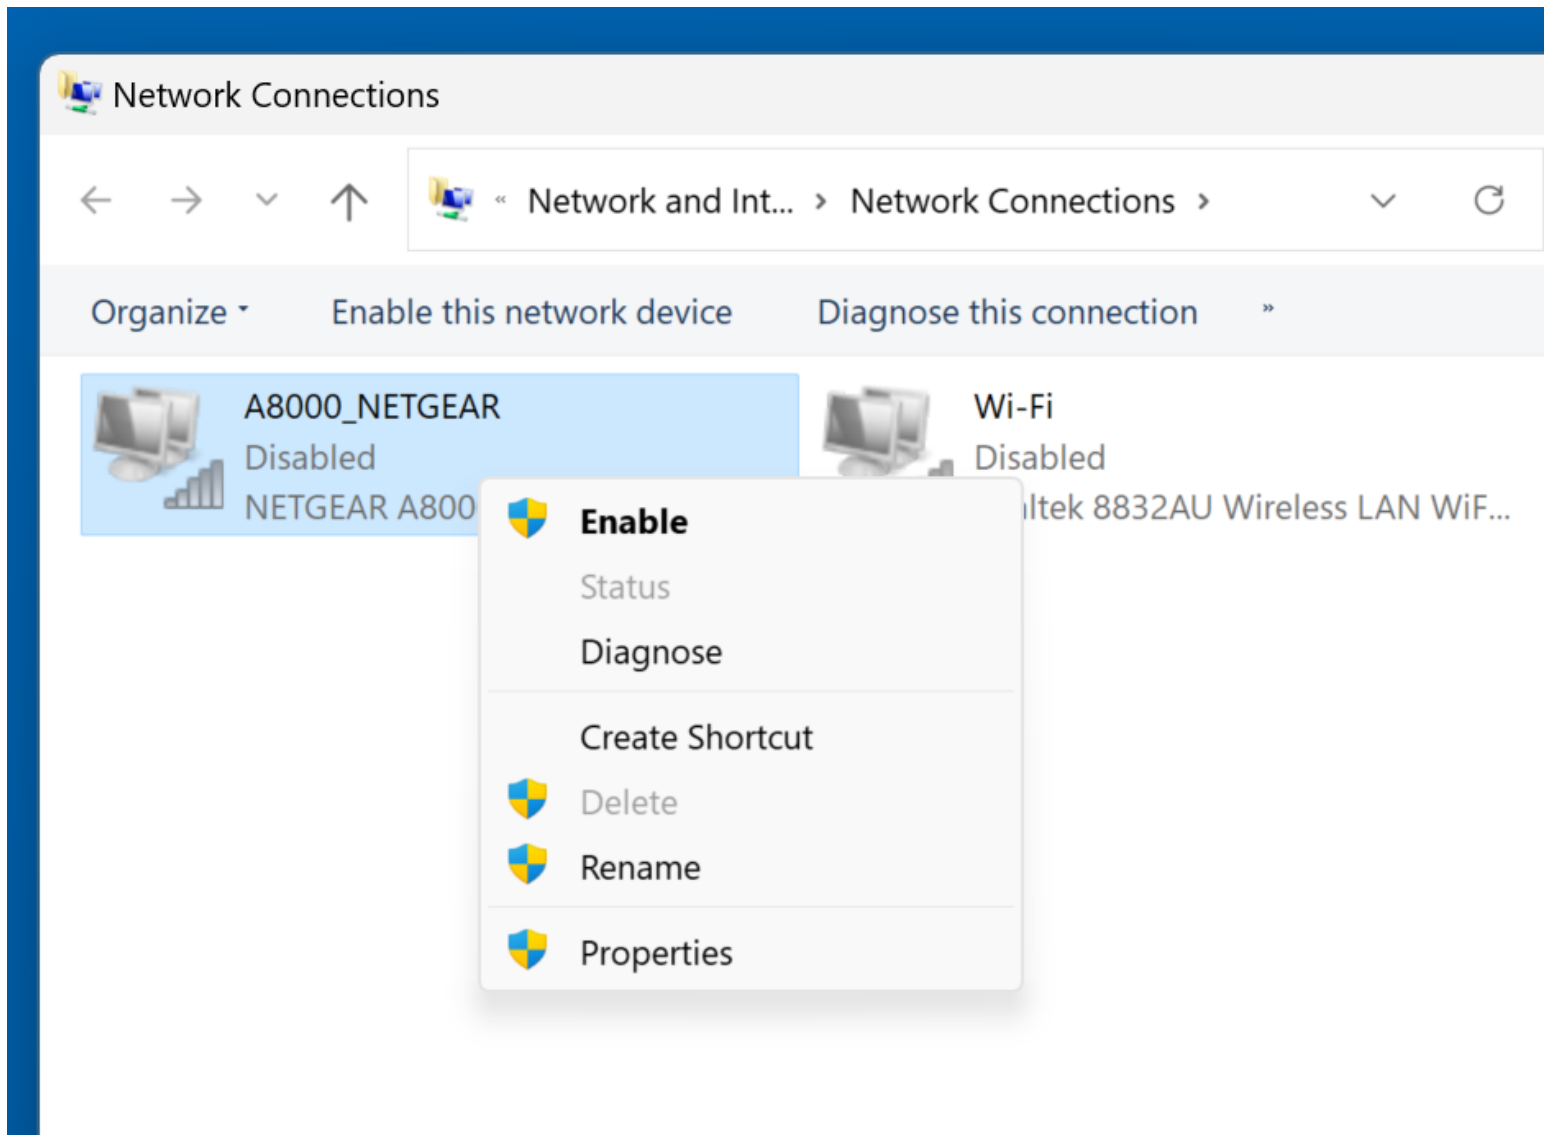 Network Connections
« Network and Int... > Network Connections >
Organize Enable this network device Diagnose this connection »
A8000_NETGEAR
Disabled
NETGEAR A800
Wi-Fi
Disabled
ltek 8832AU Wireless LAN WiF...
Enable
Status
Diagnose
Create Shortcut
Delete
Rename
Properties